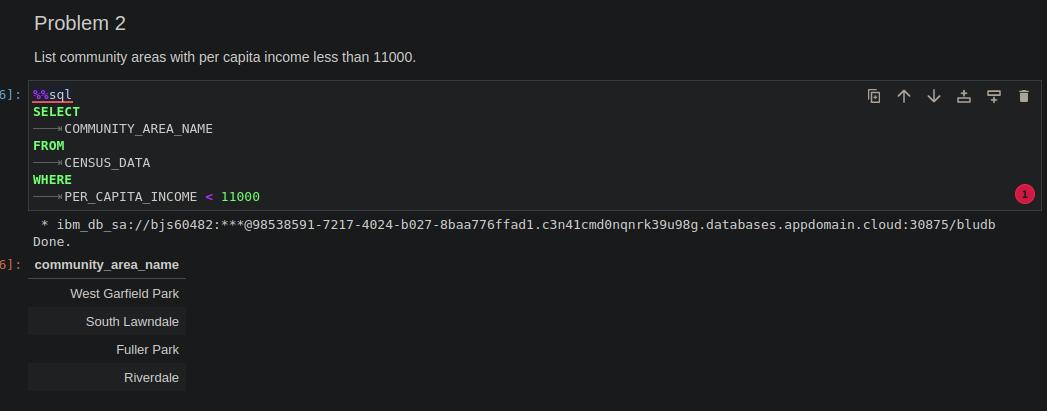 Problem 2
List community areas with per capita income less than 11000.
6]:
%%sql
SELECT
COMMUNITY_AREA_NAME
FROM
CENSUS_DATA
WHERE
PER_CAPITA_INCOME < 11000
1
* ibm_db_sa://bjs60482:***@98538591-7217-4024-b027-8baa776ffad1.c3n41cmd0nqnrk39u98g.databases.appdomain.cloud:30875/bludb
Done.
6]:
community_area_name
West Garfield Park
South Lawndale
Fuller Park
Riverdale